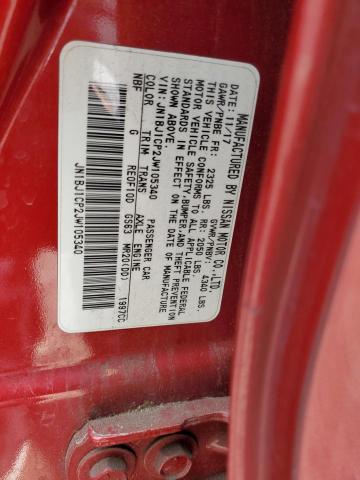 MANUFACTURED BY NISSAN MOTOR CO.,LTD.
DATE: 11/17 GVWR/PNBV: 4340 LBS.
GAWR/PNBE FR: 2325 LBS. RR: 2050 LBS.
THIS VEHICLE CONFORMS TO ALL APPLICABLE FEDERAL
MOTOR VEHICLE SAFETY,BUMPER,AND THEFT PREVENTION
STANDARDS IN EFFECT ON THE DATE OF MANUFACTURE
SHOWN ABOVE.
VIN: JN1BJ1CP2JW105340 PASSENGER CAR
COLOR TRIM TRANS AXLE ENGINE
NBF G RE0F10D GS63 MR20(DD) 1997CC
JN1BJ1CP2JW105340